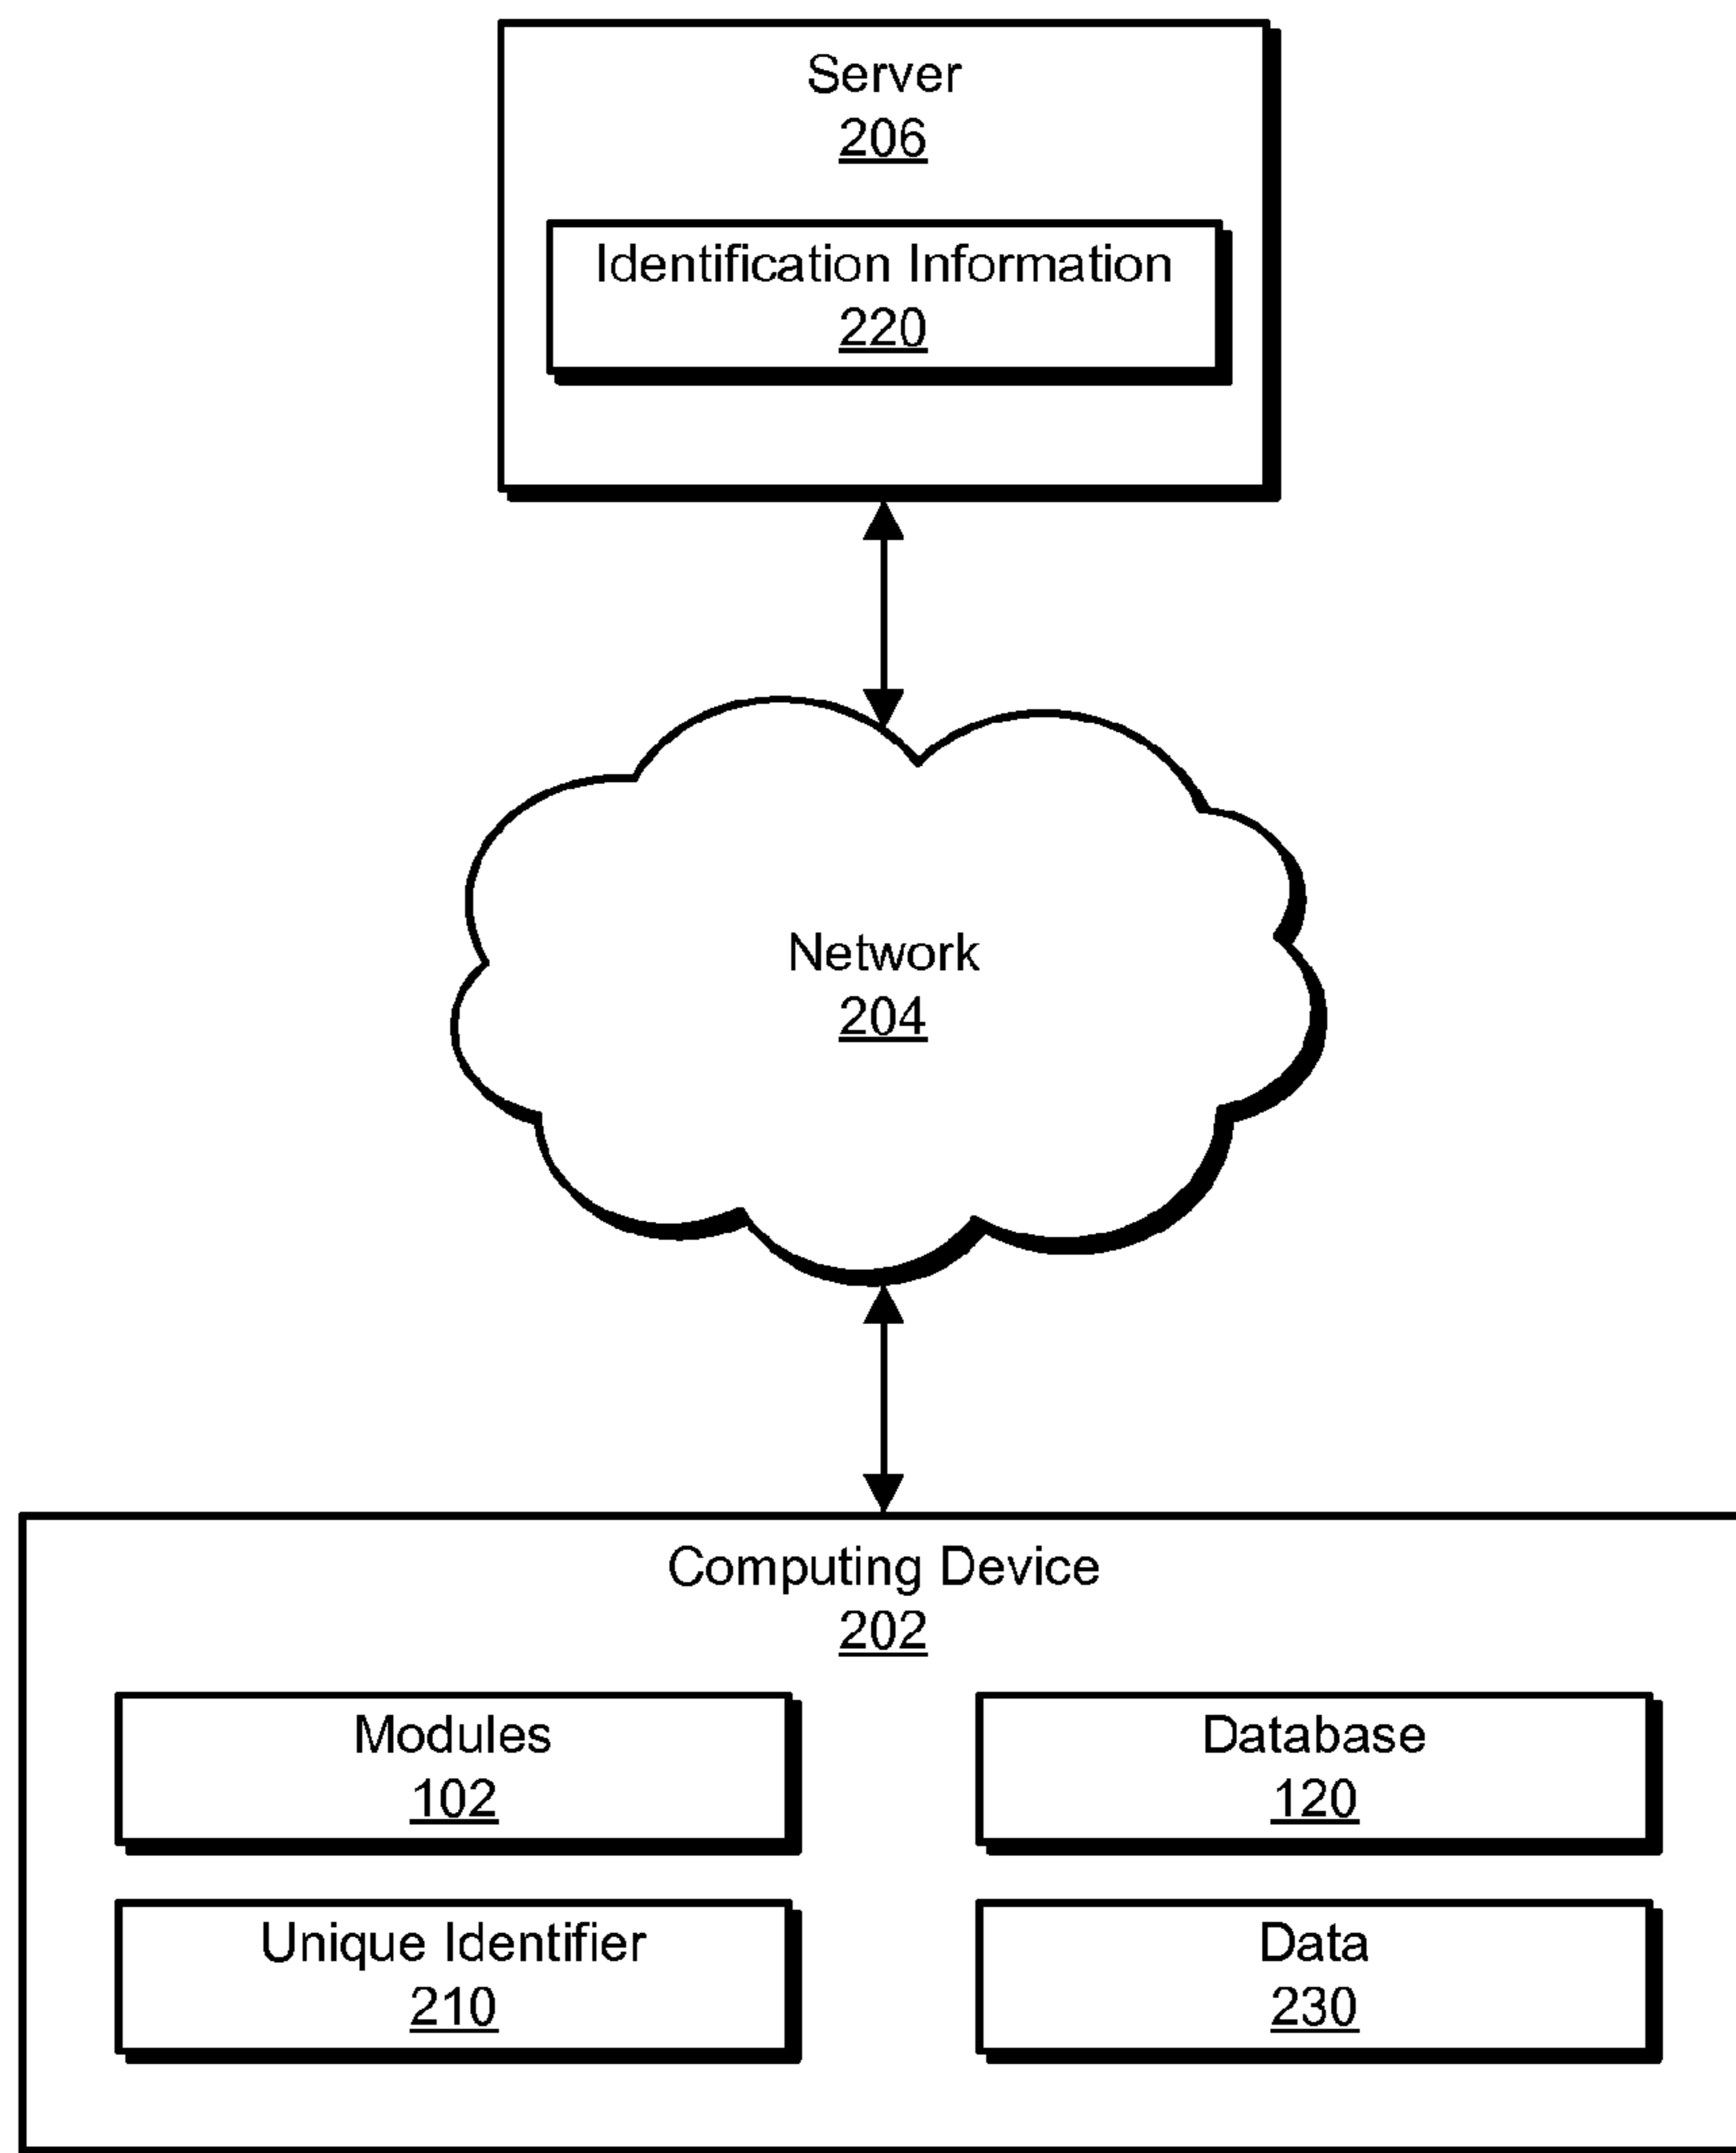 Server
206
Identification Information
220
Network
204
Computing Device
202
Modules
102
Database
120
Unique Identifier
210
Data
230